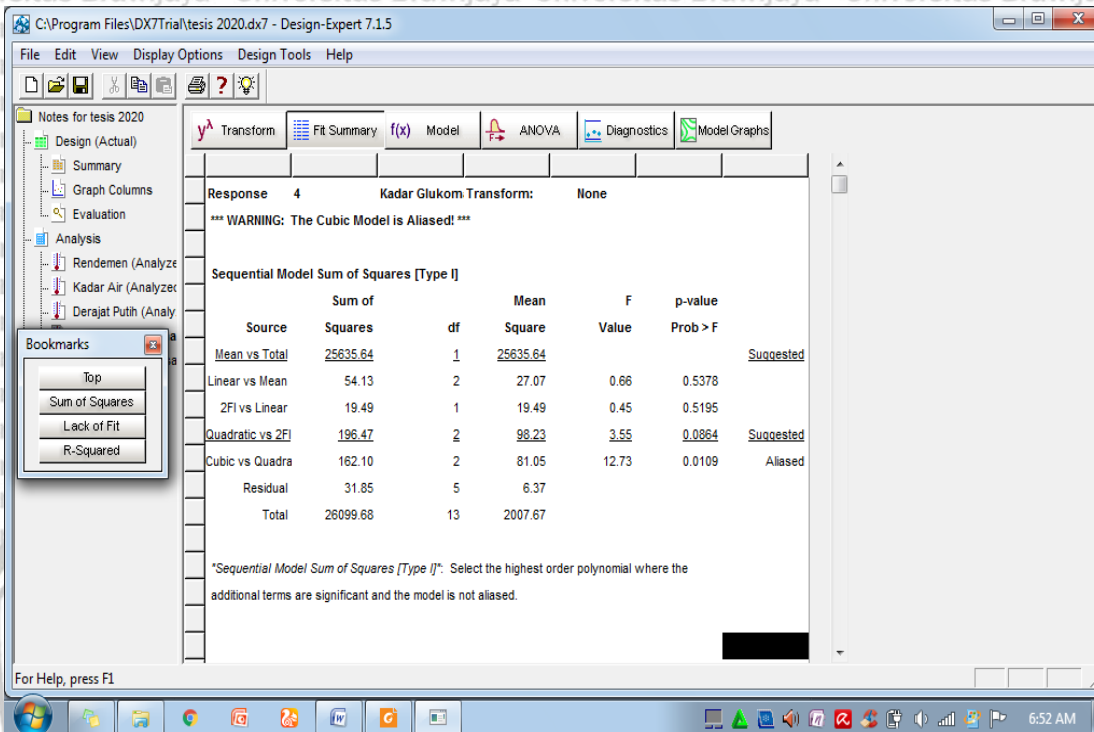 C:\Program Files\DX7Trial\tesis 2020.dx7 - Design-Expert 7.1.5
File Edit View Display Options Design Tools Help
Notes for tesis 2020
Design (Actual)
Summary
Graph Columns
Evaluation
Analysis
Rendemen (Analyze
Kadar Air (Analyzed
Derajat Putih (Analy
Bookmarks
Top
Sum of Squares
Lack of Fit
R-Squared
yλ Transform Fit Summary f(x) Model ANOVA Diagnostics Model Graphs
Response 4 Kadar Glukom Transform: None
*** WARNING: The Cubic Model is Aliased! ***
Sequential Model Sum of Squares [Type I]
Sum of Mean F p-value
Source Squares df Square Value Prob > F
Mean vs Total 25635.64 1 25635.64 Suggested
Linear vs Mean 54.13 2 27.07 0.66 0.5378
2FI vs Linear 19.49 1 19.49 0.45 0.5195
Quadratic vs 2FI 196.47 2 98.23 3.55 0.0864 Suggested
Cubic vs Quadra 162.10 2 81.05 12.73 0.0109 Aliased
Residual 31.85 5 6.37
Total 26099.68 13 2007.67
"Sequential Model Sum of Squares [Type I]": Select the highest order polynomial where the
additional terms are significant and the model is not aliased.
For Help, press F1
6:52 AM